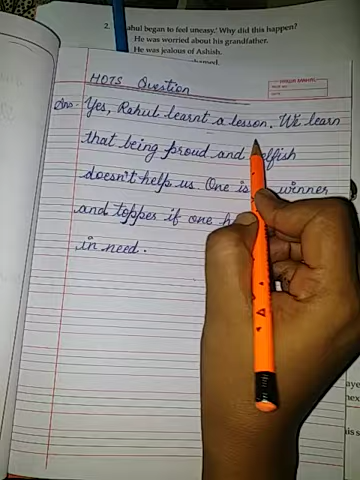 2. 'Rahul began to feel uneasy.' Why did this happen?
He was worried about his grandfather.
He was jealous of Ashish.
HOTS Question
Ans- Yes, Rahul learnt a lesson. We learn
that being proud and selfish
doesn't help us. One is winner
and topper if one
in need.